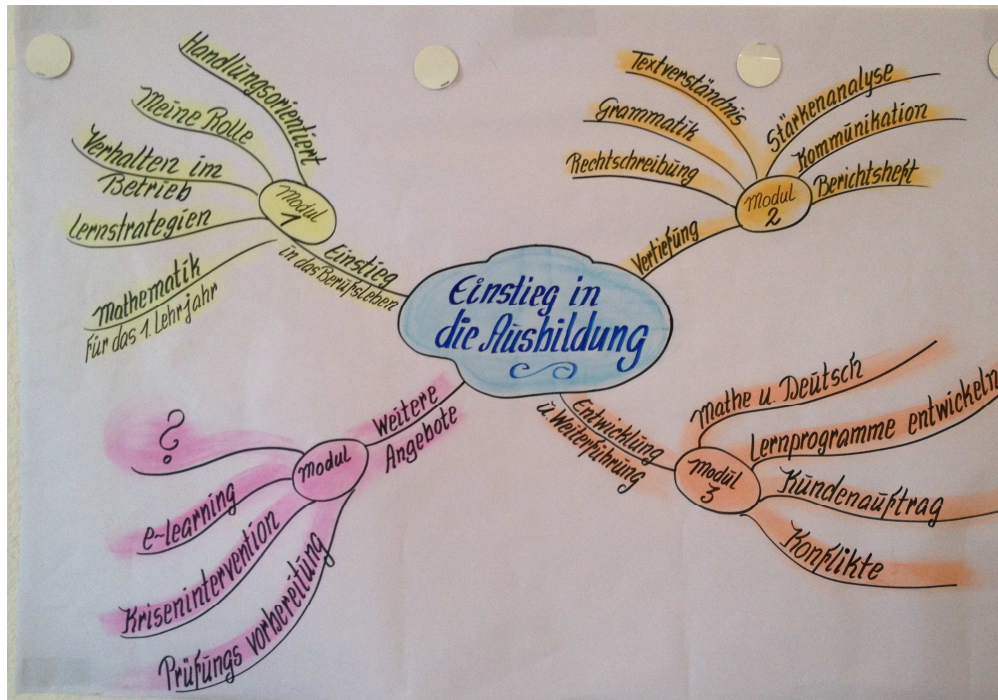 Einstieg in
die Ausbildung
Einstieg
in das Berufsleben
Modul
1
Handlungsorientiert
Meine Rolle
Verhalten im
Betrieb
Lernstrategien
Mathematik
Für das 1. Lehrjahr
Vertiefung
Modul
2
Textverständnis
Grammatik
Rechtschreibung
Stärkenanalyse
Kommunikation
Berichtsheft
Entwicklung
u. Weiterführung
Modul
3
Mathe u. Deutsch
Lernprogramme entwickeln
Kundenauftrag
Konflikte
Weitere
Angebote
Modul
?
e-learning
Krisenintervention
Prüfungs vorbereitung